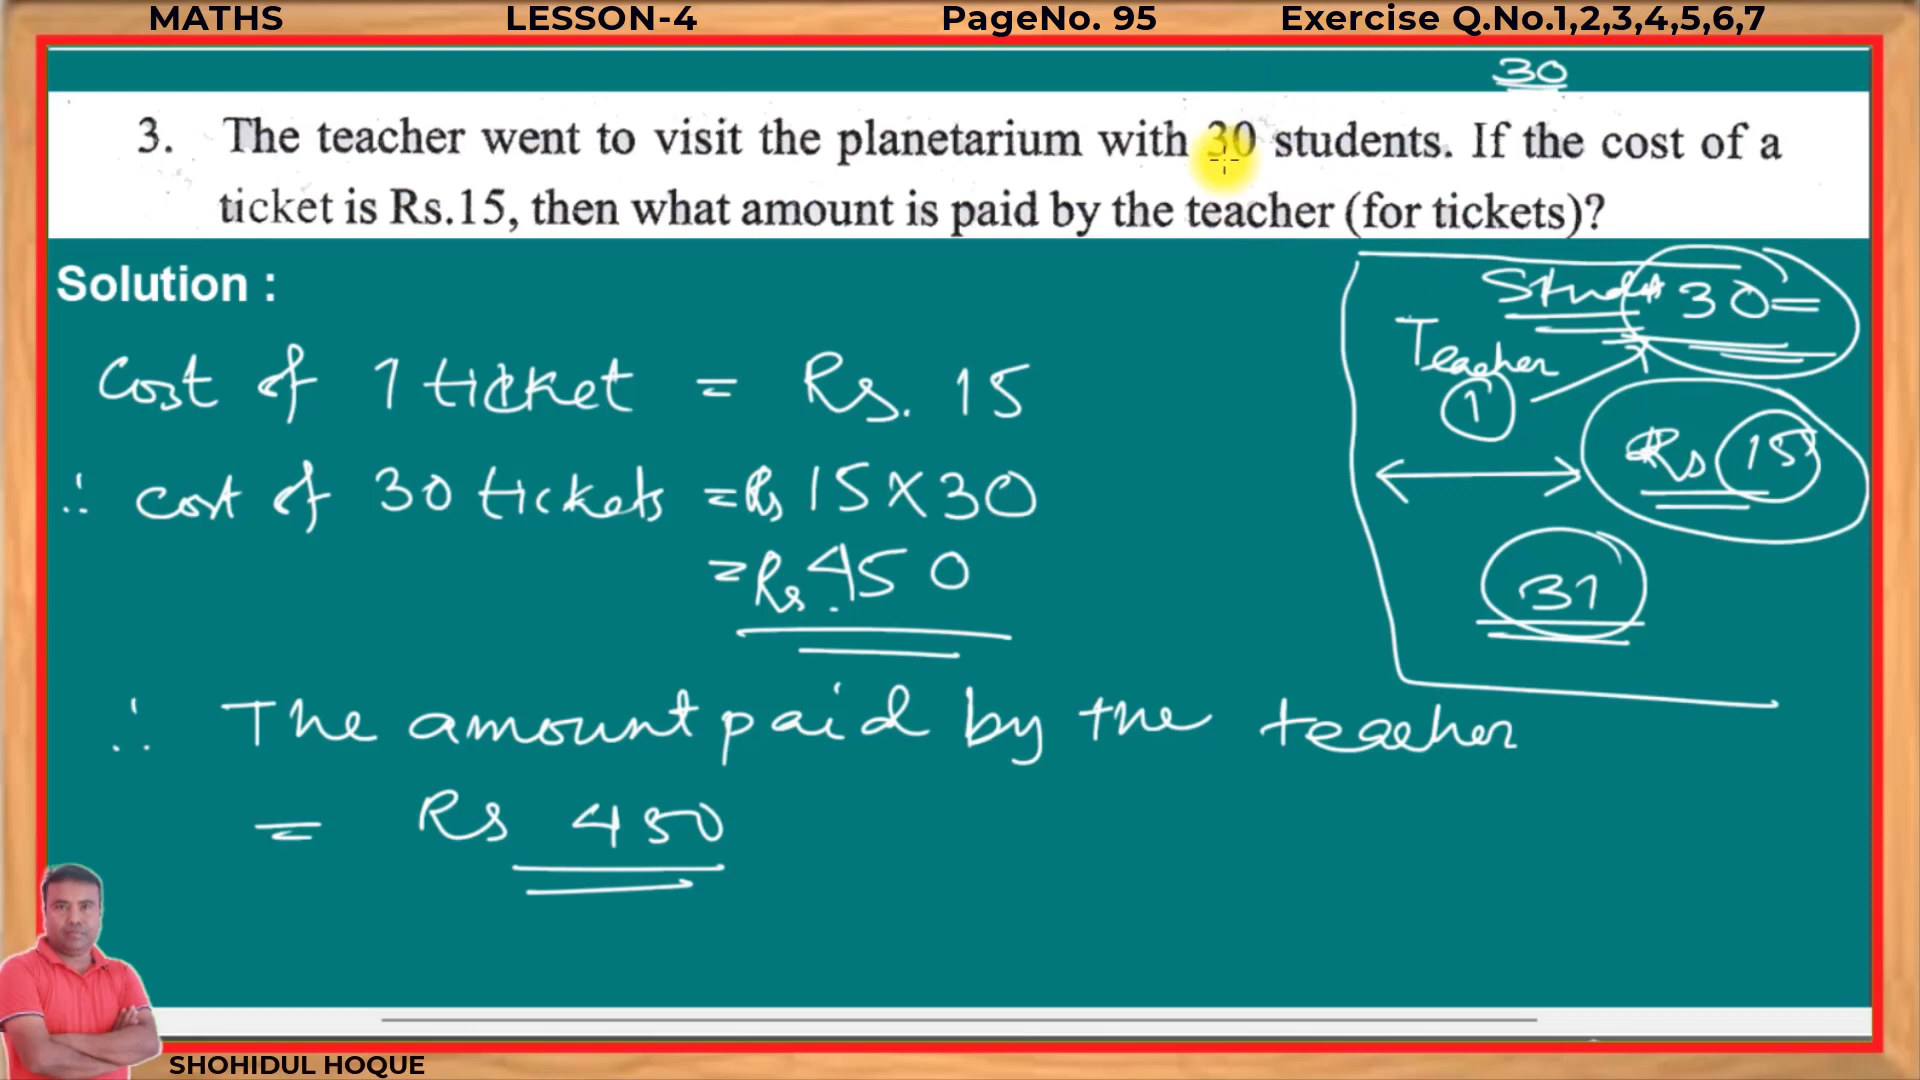 MATHS LESSON-4 PageNo. 95 Exercise Q.No.1,2,3,4,5,6,7
30
3. The teacher went to visit the planetarium with 30 students. If the cost of a
ticket is Rs.15, then what amount is paid by the teacher (for tickets)?
Solution :
Student 30=
Teacher
1
Cost of 1 ticket = Rs. 15
Rs 15
∴ cost of 30 tickets = Rs 15×30
= Rs. 450
31
∴ The amount paid by the teacher
= Rs 450
SHOHIDUL HOQUE